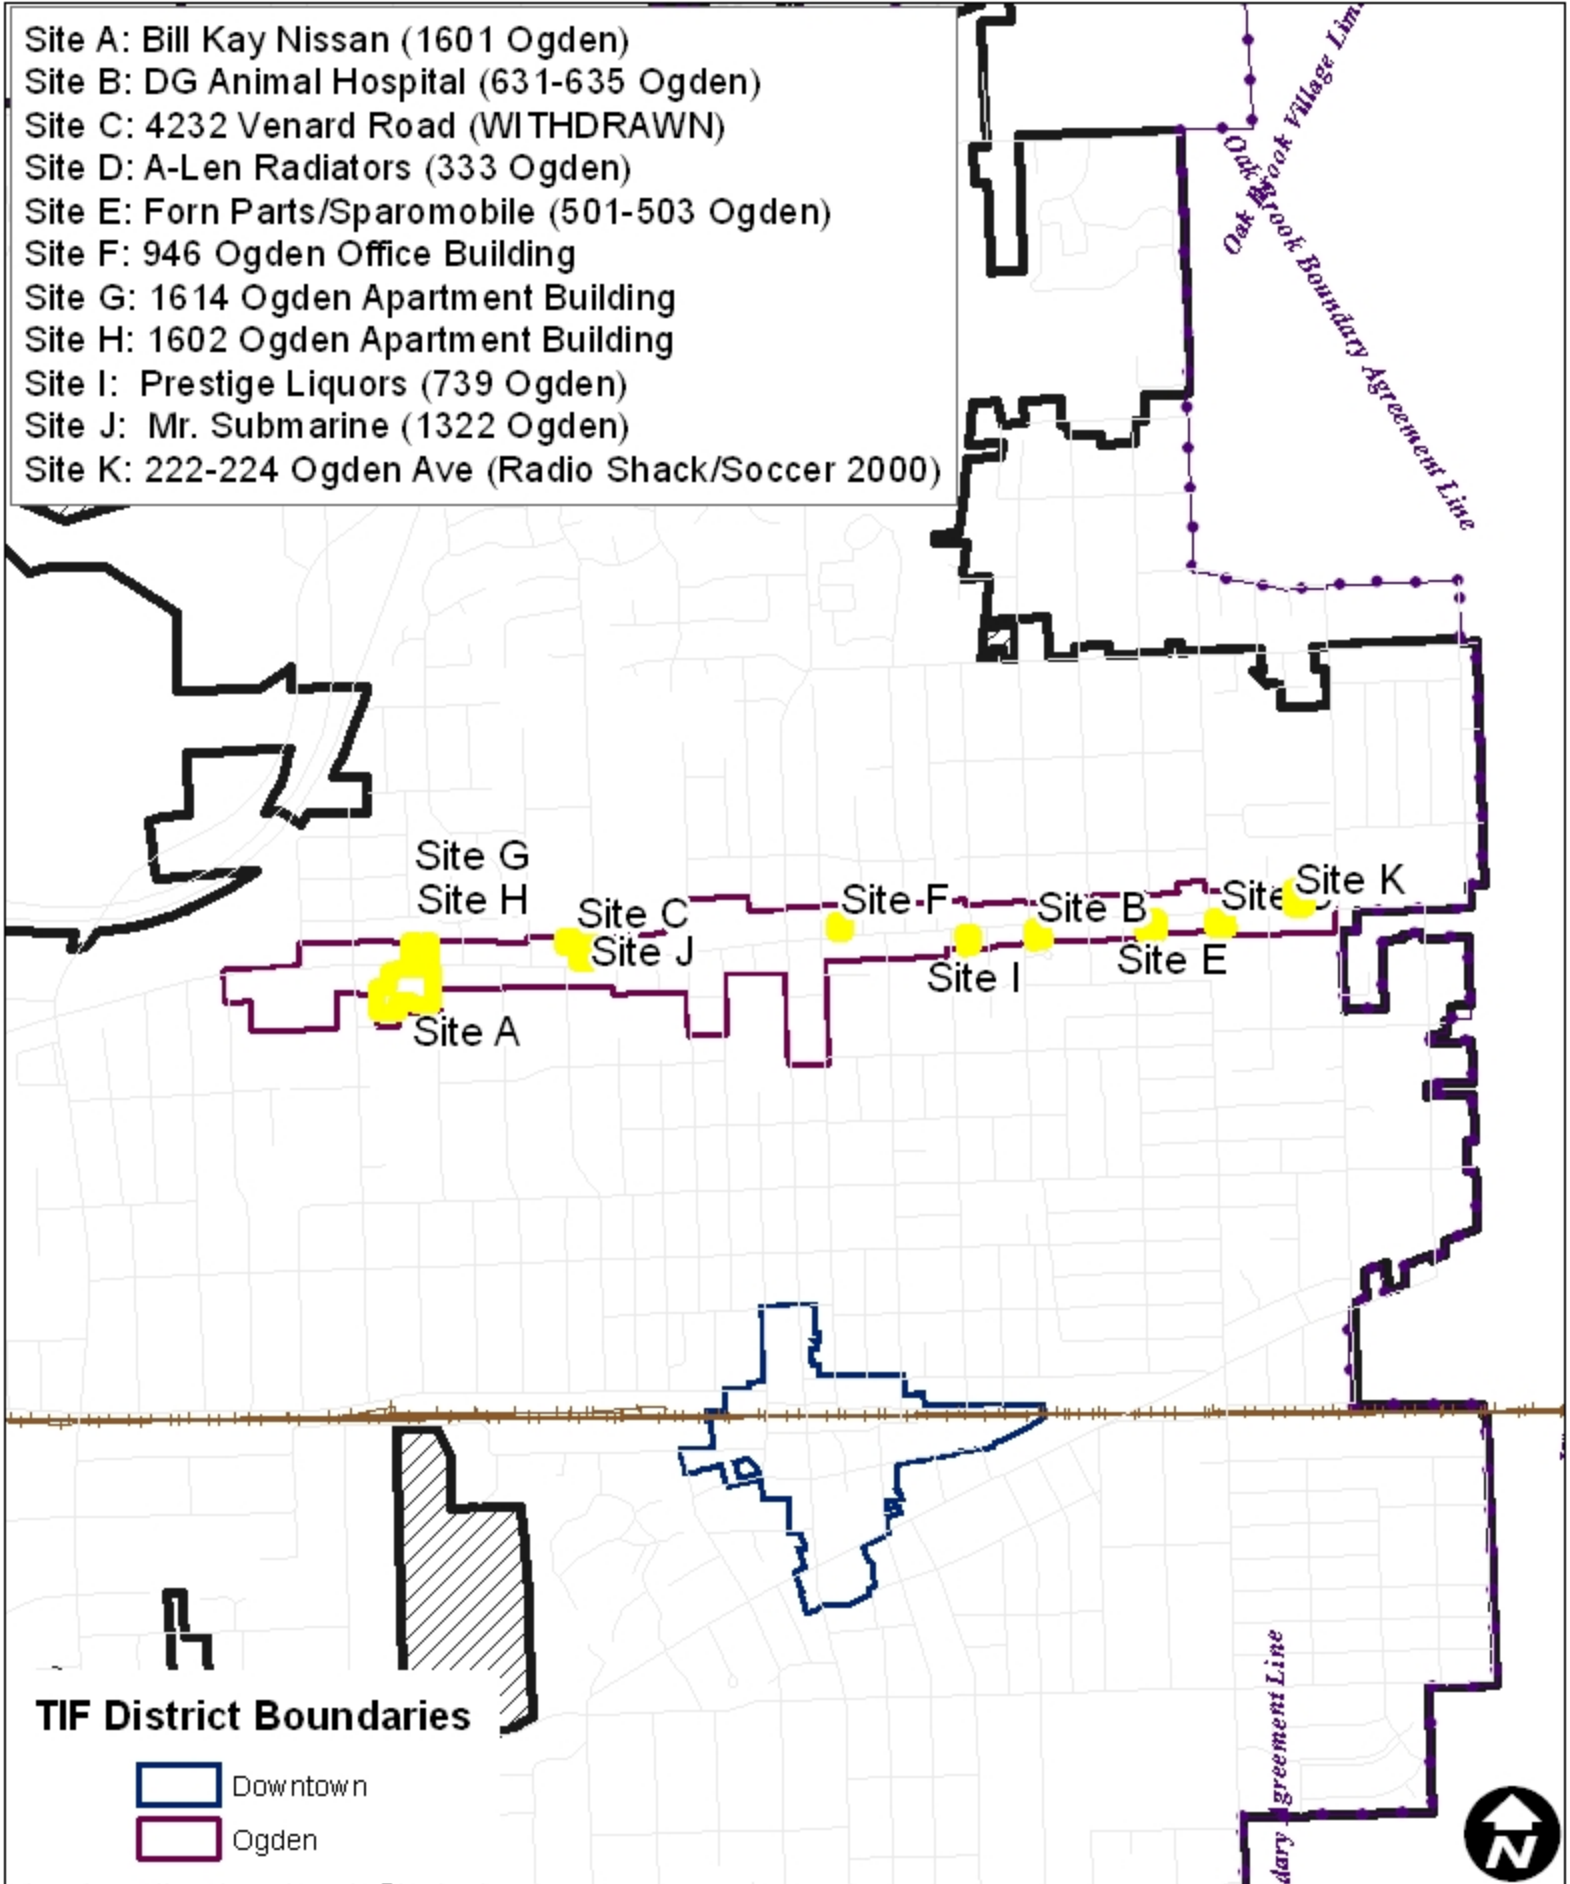 Site A: Bill Kay Nissan (1601 Ogden)
Site B: DG Animal Hospital (631-635 Ogden)
Site C: 4232 Venard Road (WITHDRAWN)
Site D: A-Len Radiators (333 Ogden)
Site E: Forn Parts/Sparomobile (501-503 Ogden)
Site F: 946 Ogden Office Building
Site G: 1614 Ogden Apartment Building
Site H: 1602 Ogden Apartment Building
Site I: Prestige Liquors (739 Ogden)
Site J: Mr. Submarine (1322 Ogden)
Site K: 222-224 Ogden Ave (Radio Shack/Soccer 2000)
Oak Brook Village
Oak Brook Boundary Agreement Line
Site G
Site H
Site C
Site J
Site F
Site B
Site
Site K
Site I
Site E
Site A
Agreement Line
TIF District Boundaries
Downtown
Ogden
N